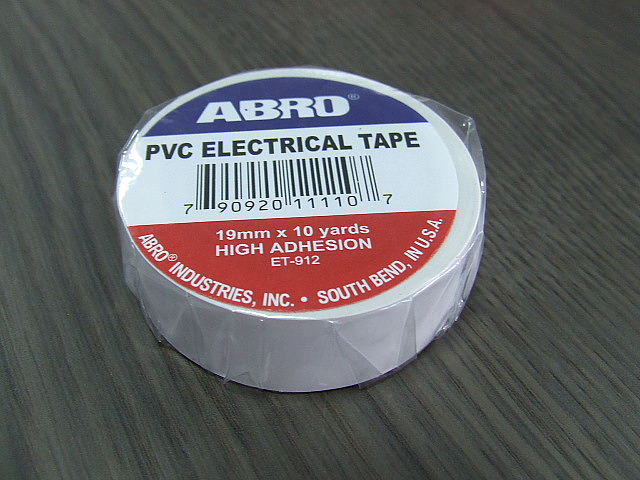 ABRO®
PVC ELECTRICAL TAPE
7 90920 11110 7
19mm x 10 yards
HIGH ADHESION
ET-912
ABRO® INDUSTRIES, INC. • SOUTH BEND, IN U.S.A.